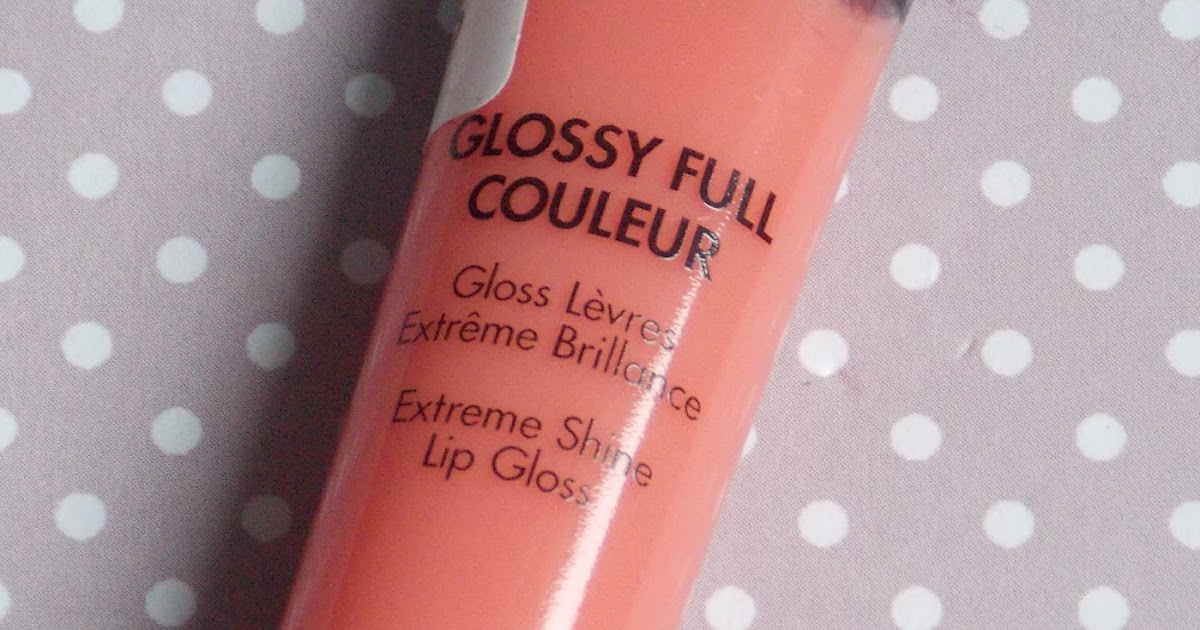 GLOSSY FULL
COULEUR
Gloss Lèvres
Extrême Brillance
Extreme Shine
Lip Gloss